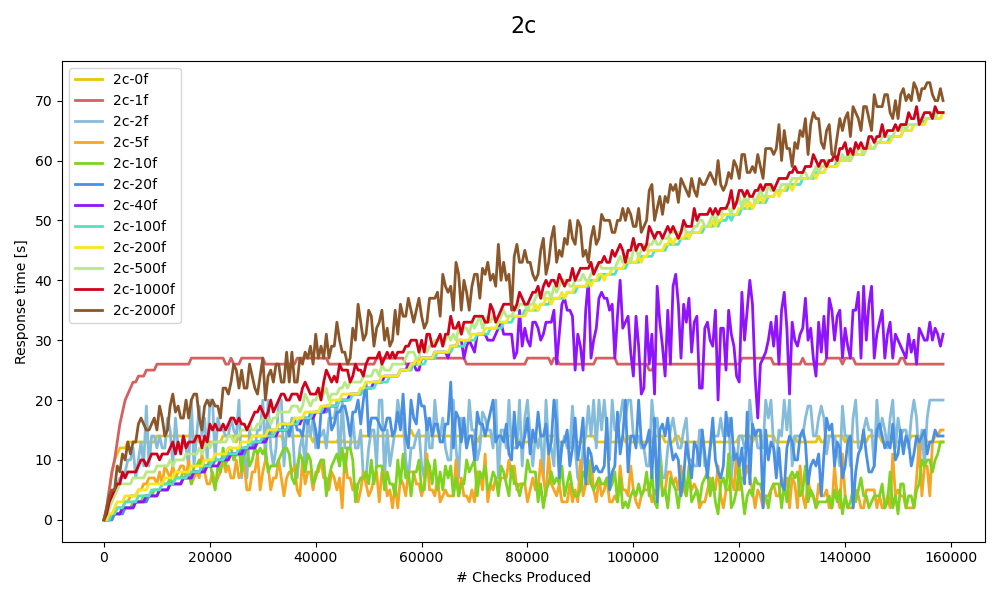 2c
2c-0f
2c-1f
2c-2f
2c-5f
2c-10f
2c-20f
2c-40f
2c-100f
2c-200f
2c-500f
2c-1000f
2c-2000f
Response time [s]
70
60
50
40
30
20
10
0
0 20000 40000 60000 80000 100000 120000 140000 160000
# Checks Produced